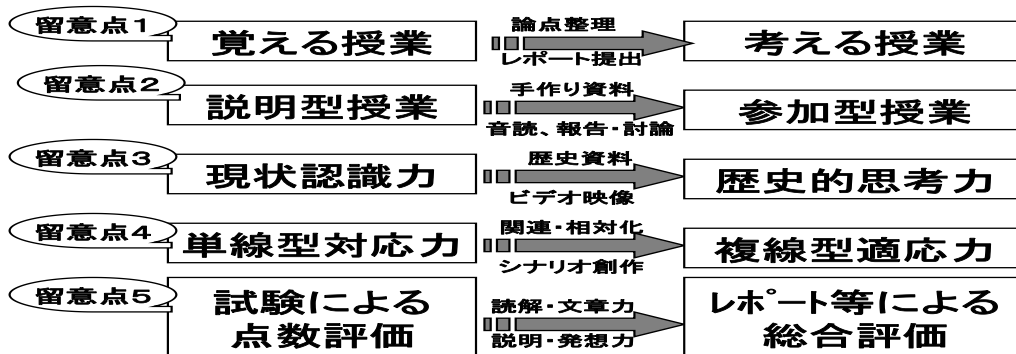 留意点1
覚える授業
論点整理
レポート提出
考える授業
留意点2
説明型授業
手作り資料
音読、報告・討論
参加型授業
留意点3
現状認識力
歴史資料
ビデオ映像
歴史的思考力
留意点4
単線型対応力
関連・相対化
シナリオ創作
複線型適応力
留意点5
試験による
点数評価
読解・文章力
説明・発想力
レポート等による
総合評価